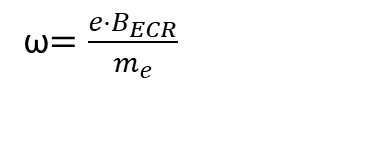 ω= e·B_ECR / m_e